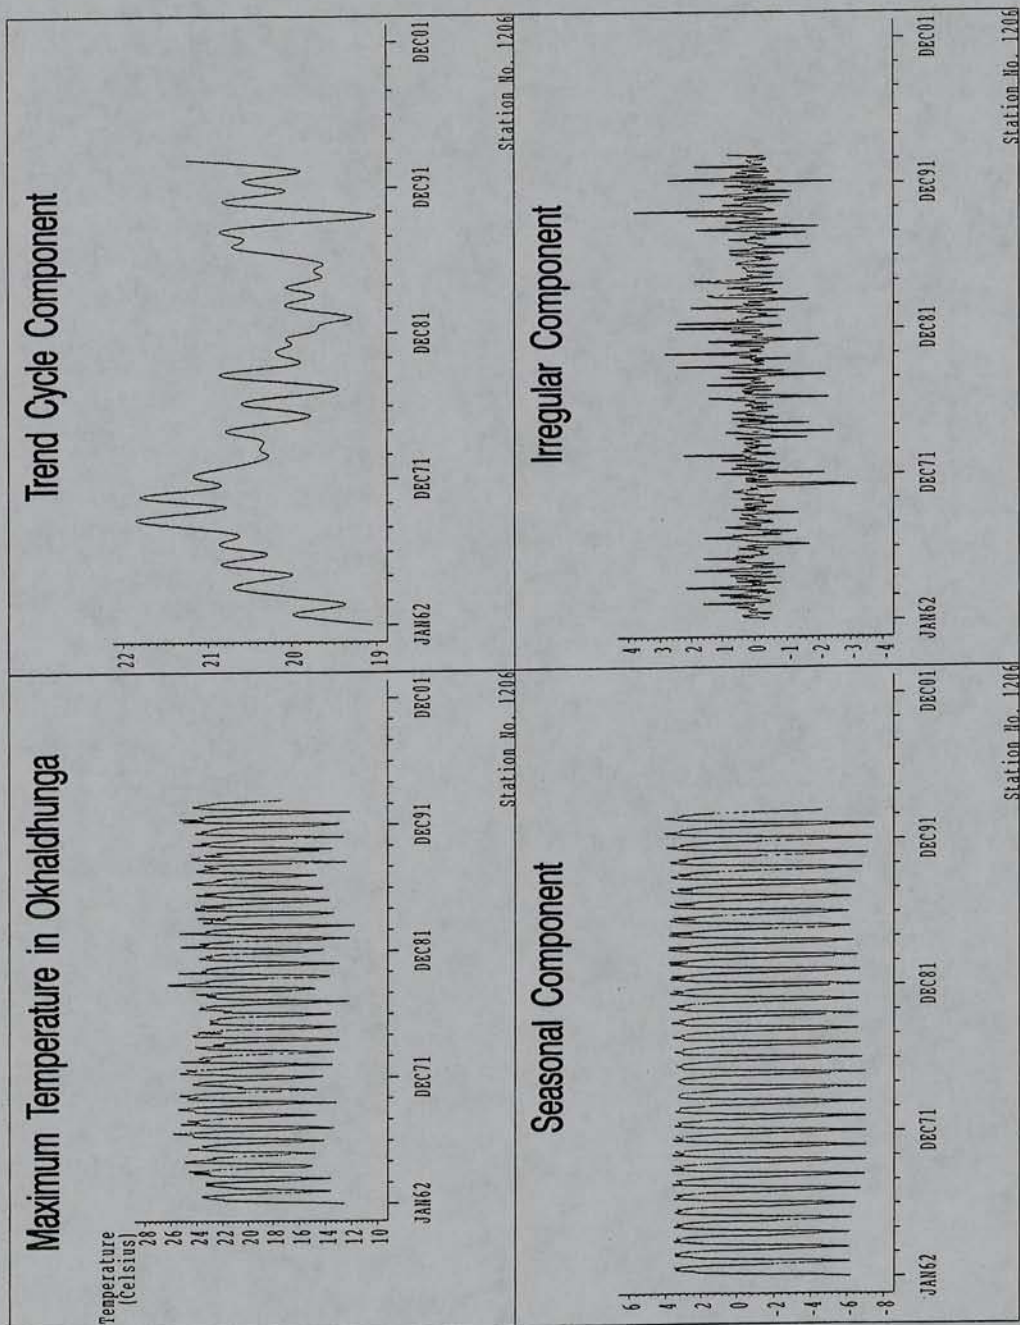 Maximum Temperature in Okhaldhunga
Temperature
(Celsius)
28
26
24
22
20
18
16
14
12
10
JAN62
DEC71
DEC81
DEC91
DEC01
Station No. 1206
Trend Cycle Component
22
21
20
19
JAN62
DEC71
DEC81
DEC91
DEC01
Station No. 1206
Seasonal Component
6
4
2
0
-2
-4
-6
-8
JAN62
DEC71
DEC81
DEC91
DEC01
Station No. 1206
Irregular Component
4
3
2
1
0
-1
-2
-3
-4
JAN62
DEC71
DEC81
DEC91
DEC01
Station No. 1206